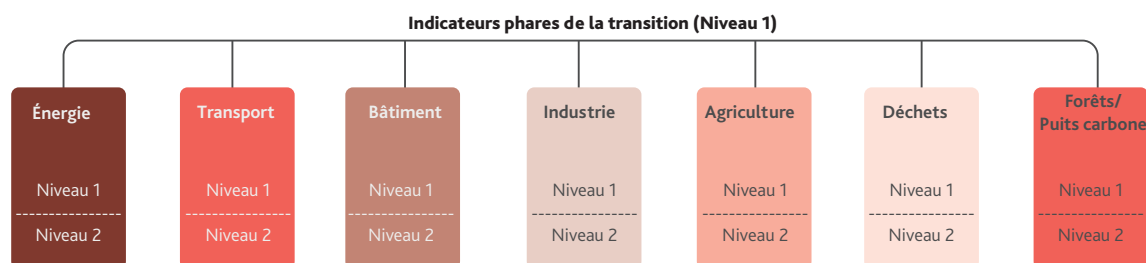 Indicateurs phares de la transition (Niveau 1)
Énergie
Niveau 1
Niveau 2
Transport
Niveau 1
Niveau 2
Bâtiment
Niveau 1
Niveau 2
Industrie
Niveau 1
Niveau 2
Agriculture
Niveau 1
Niveau 2
Déchets
Niveau 1
Niveau 2
Forêts/
Puits carbone
Niveau 1
Niveau 2